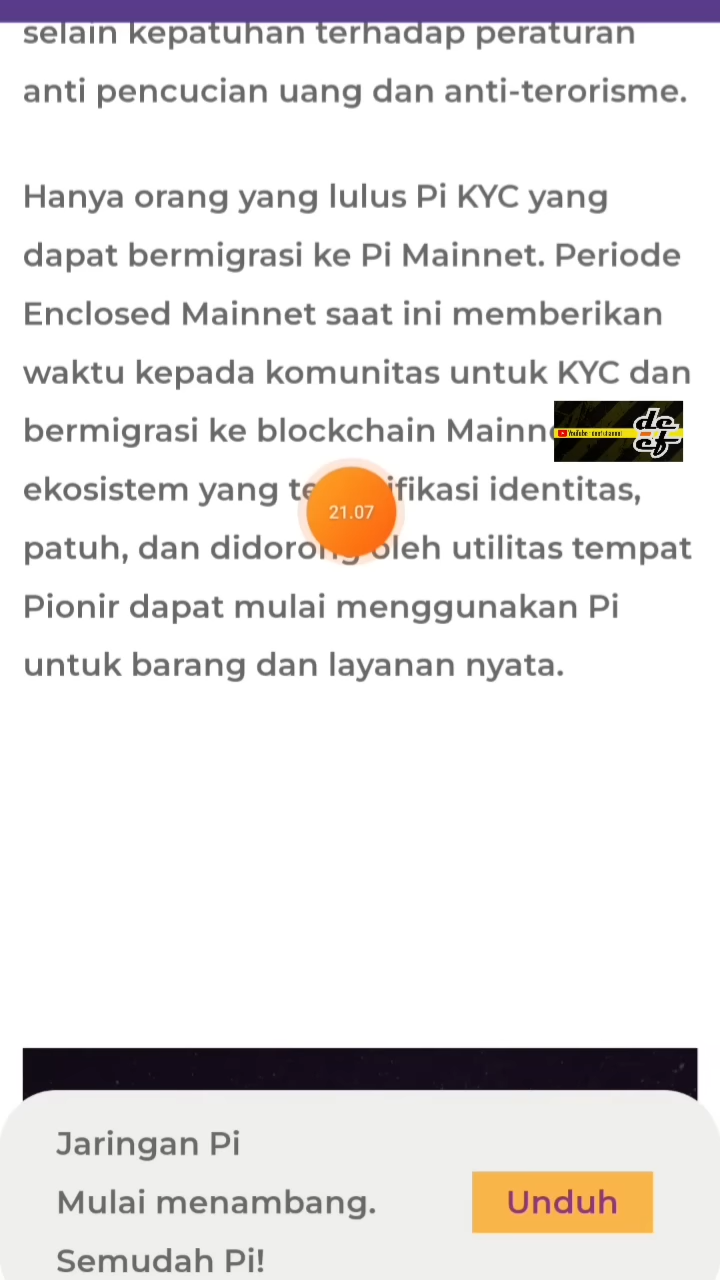 selain kepatuhan terhadap peraturan
anti pencucian uang dan anti-terorisme.
Hanya orang yang lulus Pi KYC yang
dapat bermigrasi ke Pi Mainnet. Periode
Enclosed Mainnet saat ini memberikan
waktu kepada komunitas untuk KYC dan
bermigrasi ke blockchain
YouTube
de
ef
ekosistem yang identitas,
21.07
patuh, dan oleh utilitas tempat
Pionir dapat mulai menggunakan Pi
untuk barang dan layanan nyata.
Jaringan Pi
Mulai menambang.
Unduh
Semudah Pi!